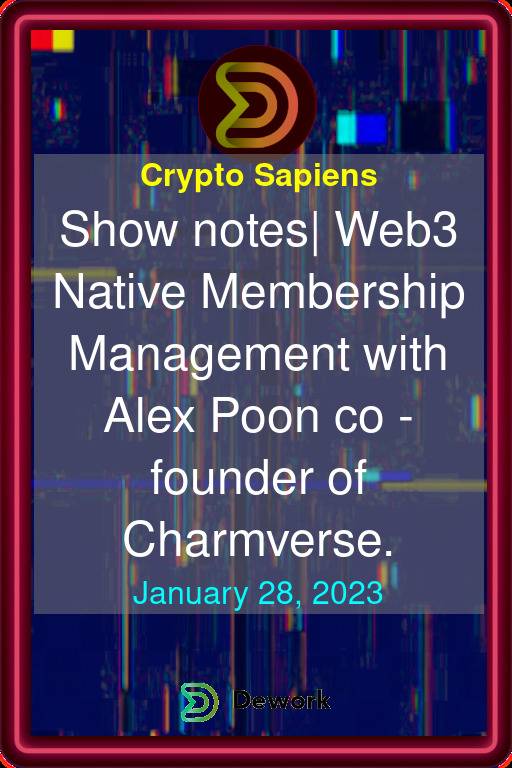 Crypto Sapiens
Show notes| Web3
Native Membership
Management with
Alex Poon co -
founder of
Charmverse.
January 28, 2023
Dework